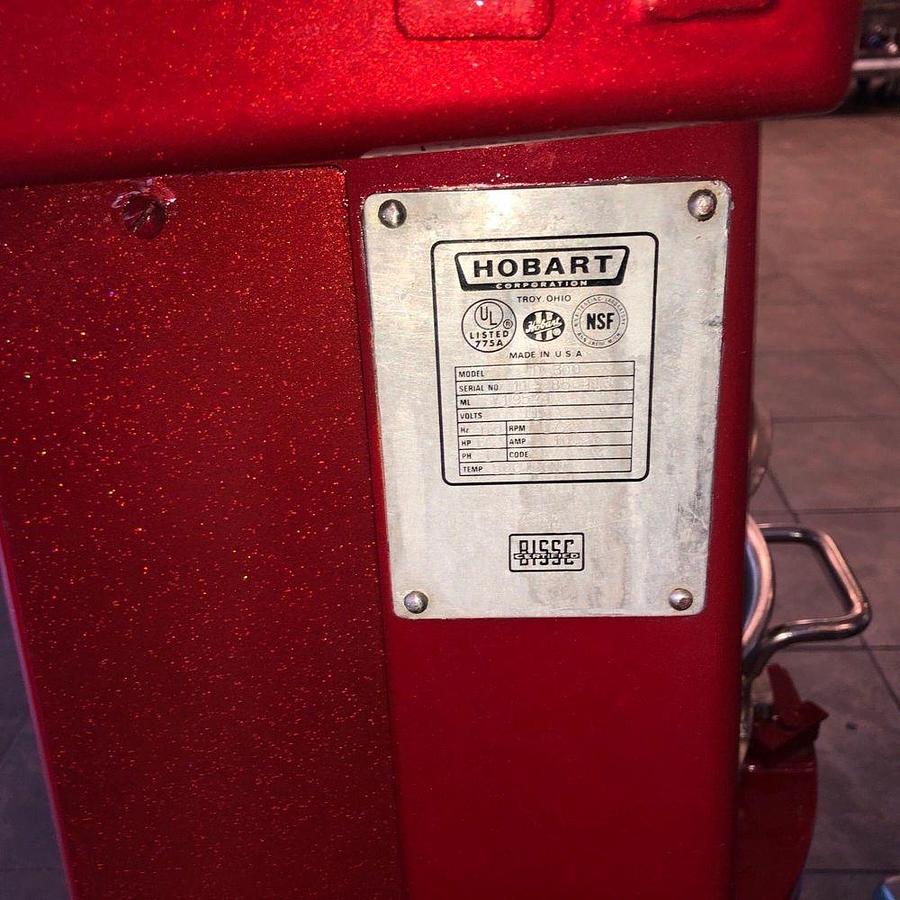 HOBART
CORPORATION
TROY, OHIO
UL ®
LISTED
775A
Hobart
NSF
MADE IN U S A
MODEL
SERIAL NO
ML
VOLTS
Hz RPM
HP AMP
PH CODE
TEMP
BISSC
CERTIFIED